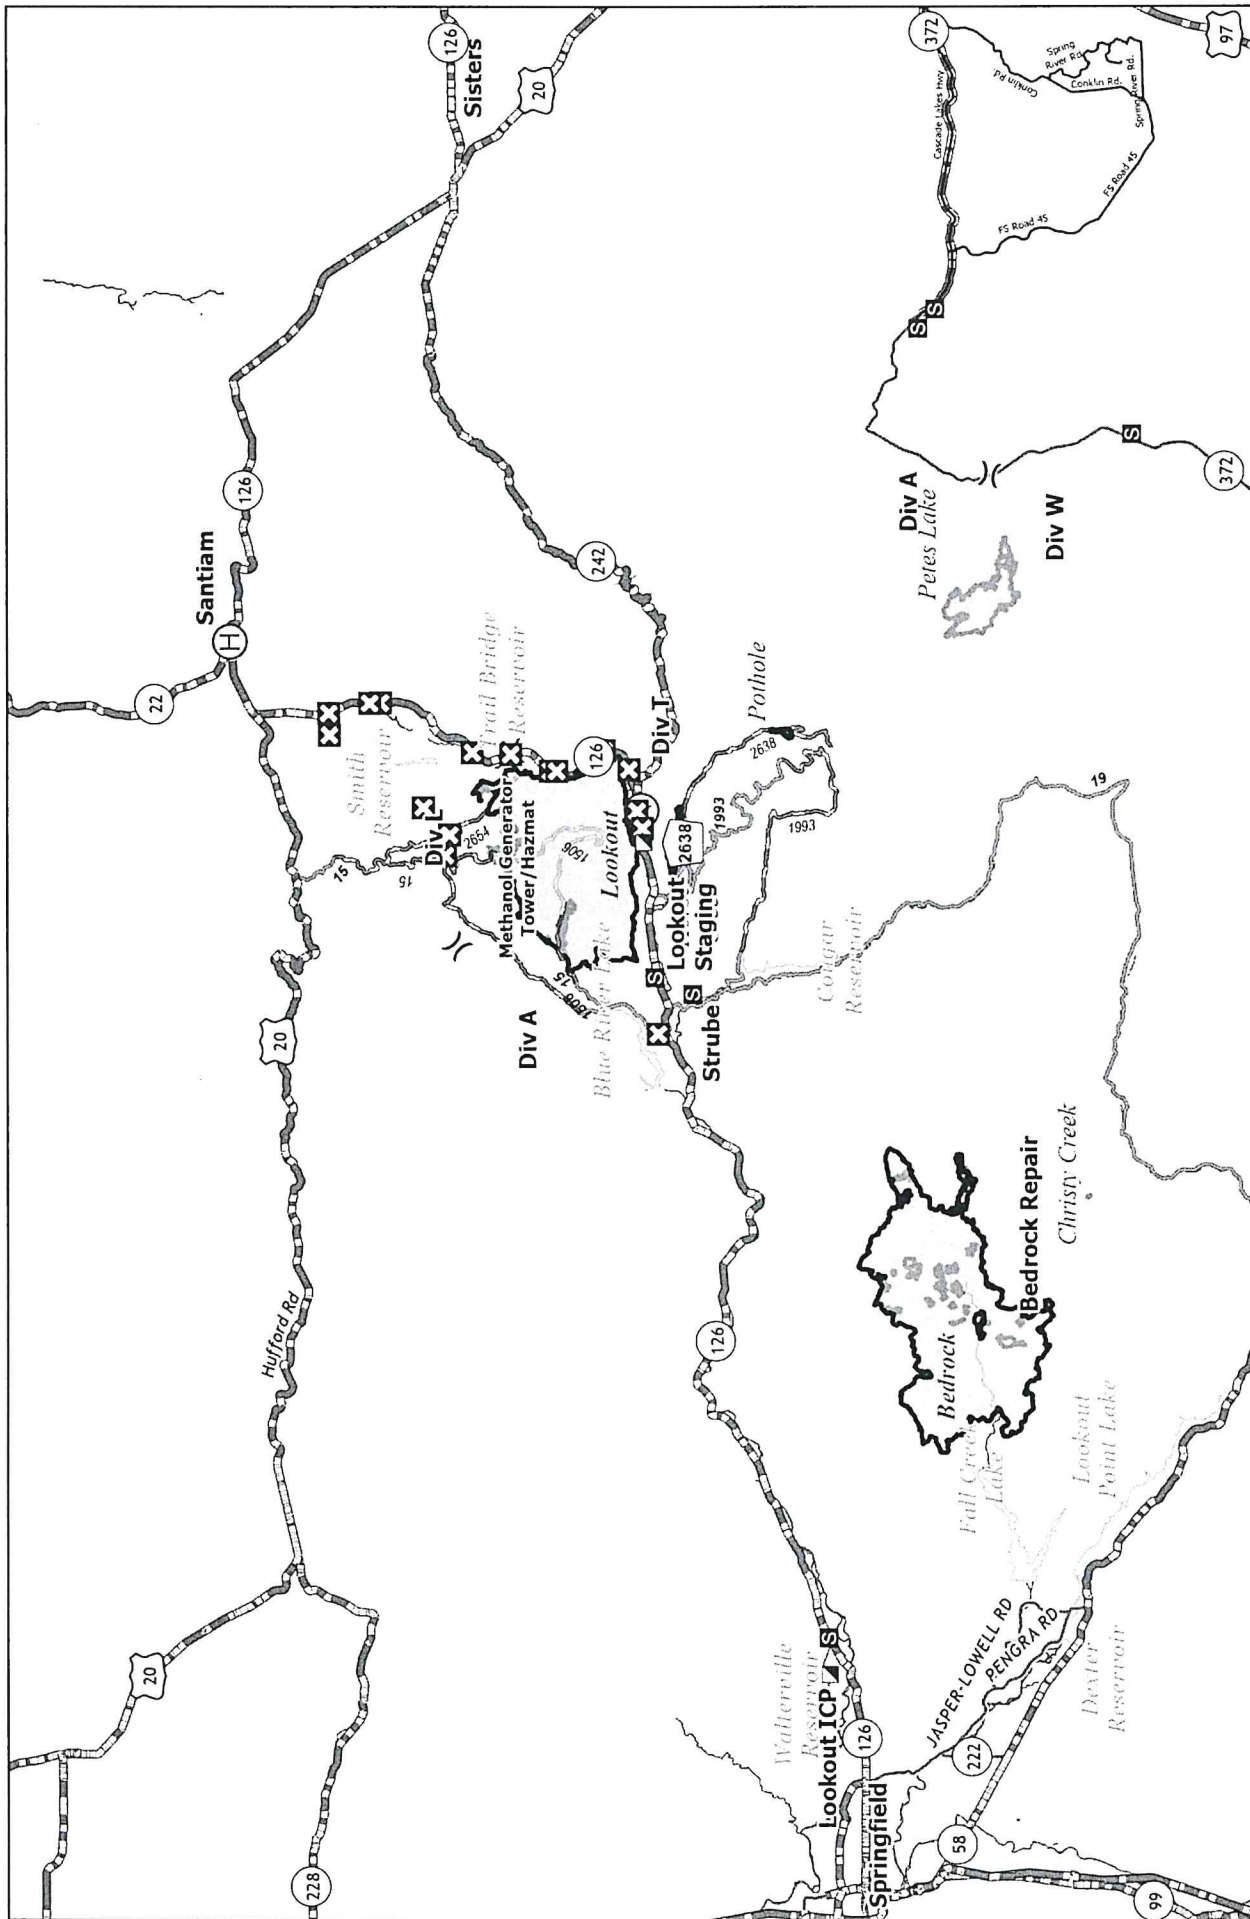 20
228
Hufford Rd
20
22
Santiam
H
126
126
Sisters
20
15
15
Smith
Reservoir
Div L
2654
Trail Bridge
Reservoir
Methanol Generator
Tower/Hazmat
1506
Lookout
126
Div T
242
Div A
1506
15
Blue River Lake
S
Lookout
Staging
S
Strube
2638
1993
2638
1993
Pothole
Cougar
Reservoir
19
126
Walterville
Reservoir
Lookout ICP
S
126
Springfield
58
99
222
JASPER-LOWELL RD
PENGRA RD
Dexter
Reservoir
Fall Creek
Lake
Lookout
Point Lake
Bedrock
Bedrock Repair
Christy Creek
Div A
Petes Lake
Div W
S
S
S
372
372
Cascade Lakes Hwy
FS Road 45
FS Road 45
Conklin Rd.
Spring
River Rd.
Conklin Rd.
Spring River Rd.
97